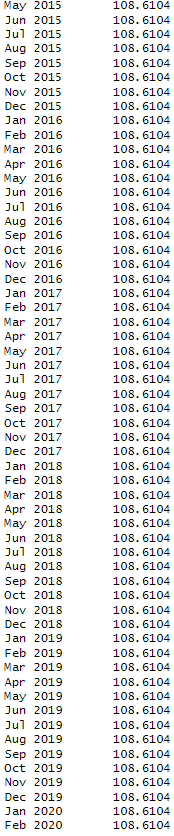 May 2015 108.6104
Jun 2015 108.6104
Jul 2015 108.6104
Aug 2015 108.6104
Sep 2015 108.6104
Oct 2015 108.6104
Nov 2015 108.6104
Dec 2015 108.6104
Jan 2016 108.6104
Feb 2016 108.6104
Mar 2016 108.6104
Apr 2016 108.6104
May 2016 108.6104
Jun 2016 108.6104
Jul 2016 108.6104
Aug 2016 108.6104
Sep 2016 108.6104
Oct 2016 108.6104
Nov 2016 108.6104
Dec 2016 108.6104
Jan 2017 108.6104
Feb 2017 108.6104
Mar 2017 108.6104
Apr 2017 108.6104
May 2017 108.6104
Jun 2017 108.6104
Jul 2017 108.6104
Aug 2017 108.6104
Sep 2017 108.6104
Oct 2017 108.6104
Nov 2017 108.6104
Dec 2017 108.6104
Jan 2018 108.6104
Feb 2018 108.6104
Mar 2018 108.6104
Apr 2018 108.6104
May 2018 108.6104
Jun 2018 108.6104
Jul 2018 108.6104
Aug 2018 108.6104
Sep 2018 108.6104
Oct 2018 108.6104
Nov 2018 108.6104
Dec 2018 108.6104
Jan 2019 108.6104
Feb 2019 108.6104
Mar 2019 108.6104
Apr 2019 108.6104
May 2019 108.6104
Jun 2019 108.6104
Jul 2019 108.6104
Aug 2019 108.6104
Sep 2019 108.6104
Oct 2019 108.6104
Nov 2019 108.6104
Dec 2019 108.6104
Jan 2020 108.6104
Feb 2020 108.6104